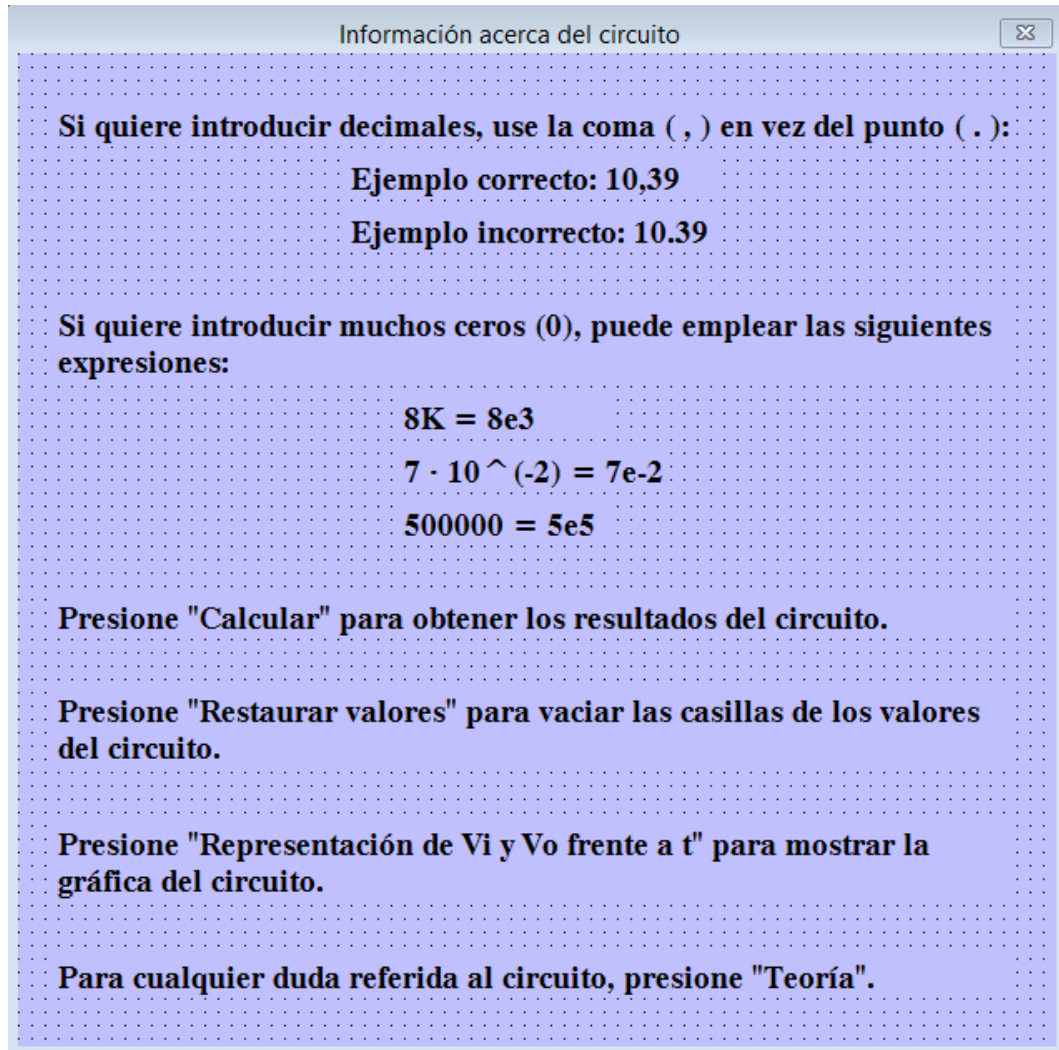 Información acerca del circuito
Si quiere introducir decimales, use la coma ( , ) en vez del punto ( . ):
Ejemplo correcto: 10,39
Ejemplo incorrecto: 10.39
Si quiere introducir muchos ceros (0), puede emplear las siguientes
expresiones:
8K = 8e3
7 · 10^(-2) = 7e-2
500000 = 5e5
Presione "Calcular" para obtener los resultados del circuito.
Presione "Restaurar valores" para vaciar las casillas de los valores
del circuito.
Presione "Representación de Vi y Vo frente a t" para mostrar la
gráfica del circuito.
Para cualquier duda referida al circuito, presione "Teoría".